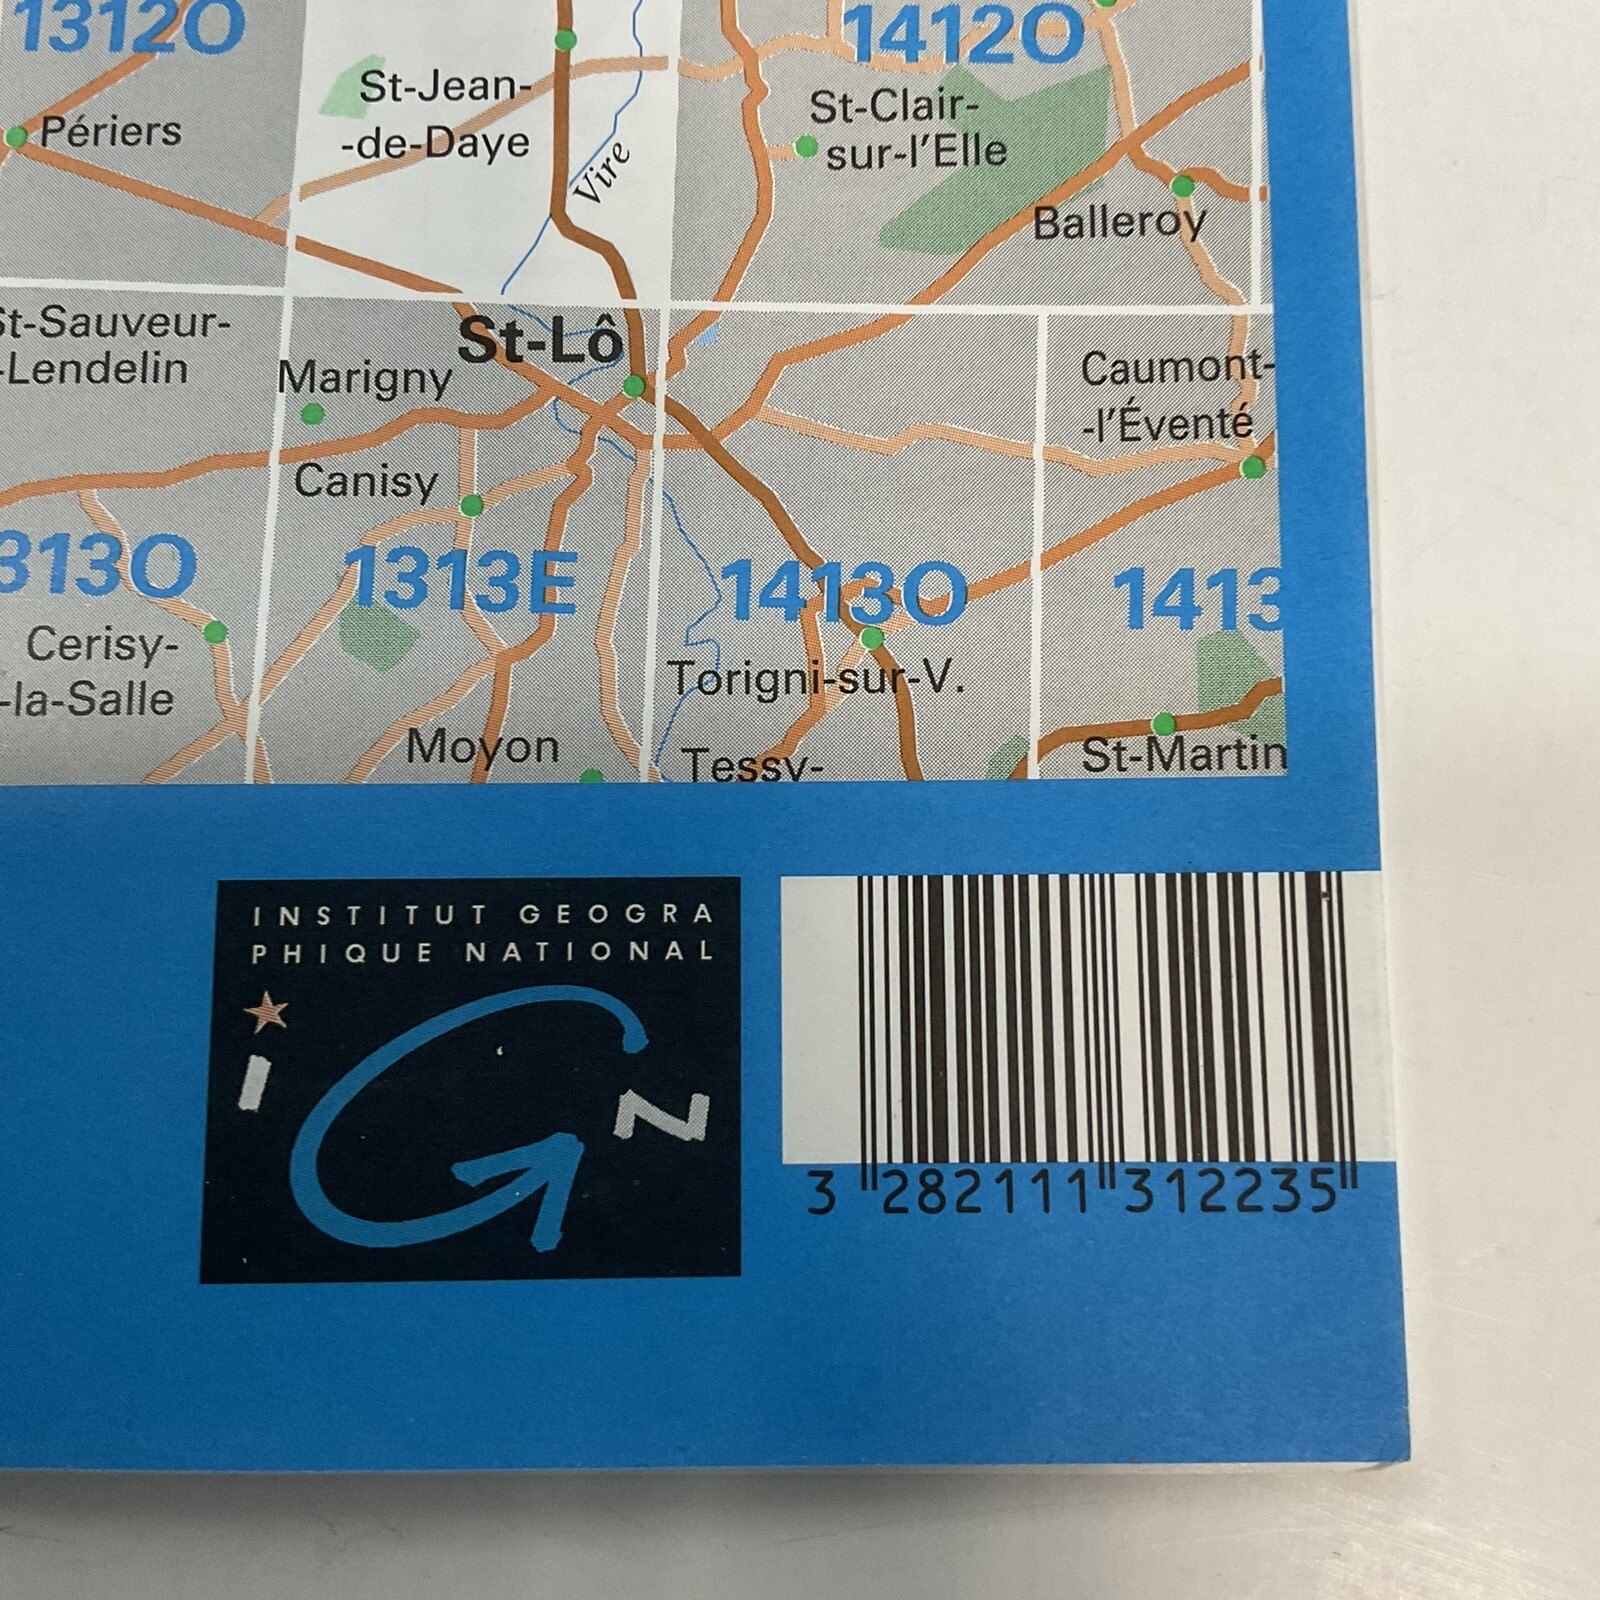 1312O
1412O
St-Jean-
-de-Daye
St-Clair-
sur-l'Elle
Périers
Vire
Balleroy
St-Sauveur-
-Lendelin
St-Lô
Marigny
Caumont-
-l'Éventé
Canisy
313O
1313E
1413O
1413
Cerisy-
-la-Salle
Torigni-sur-V.
Moyon
Tessy-
St-Martin
INSTITUT GEOGRA
PHIQUE NATIONAL
IGN
3 282111 312235